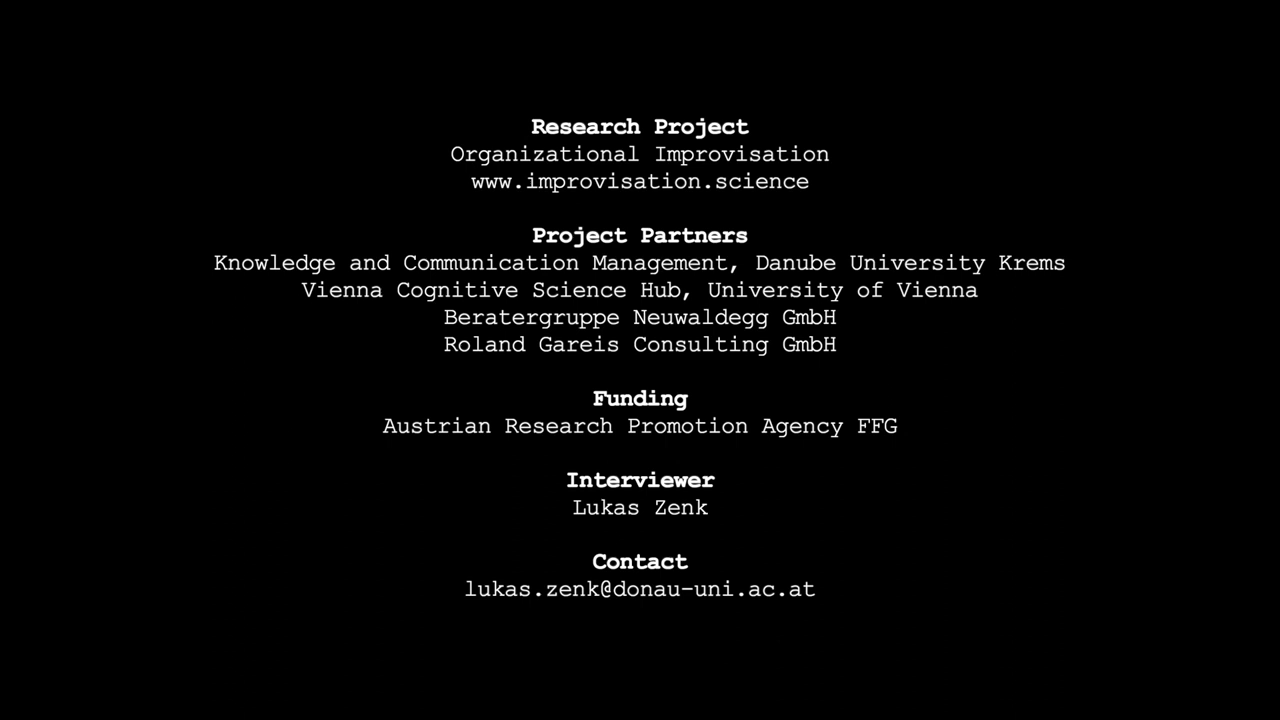 Research Project
Organizational Improvisation
www.improvisation.science
Project Partners
Knowledge and Communication Management, Danube University Krems
Vienna Cognitive Science Hub, University of Vienna
Beratergruppe Neuwaldegg GmbH
Roland Gareis Consulting GmbH
Funding
Austrian Research Promotion Agency FFG
Interviewer
Lukas Zenk
Contact
lukas.zenk@donau-uni.ac.at